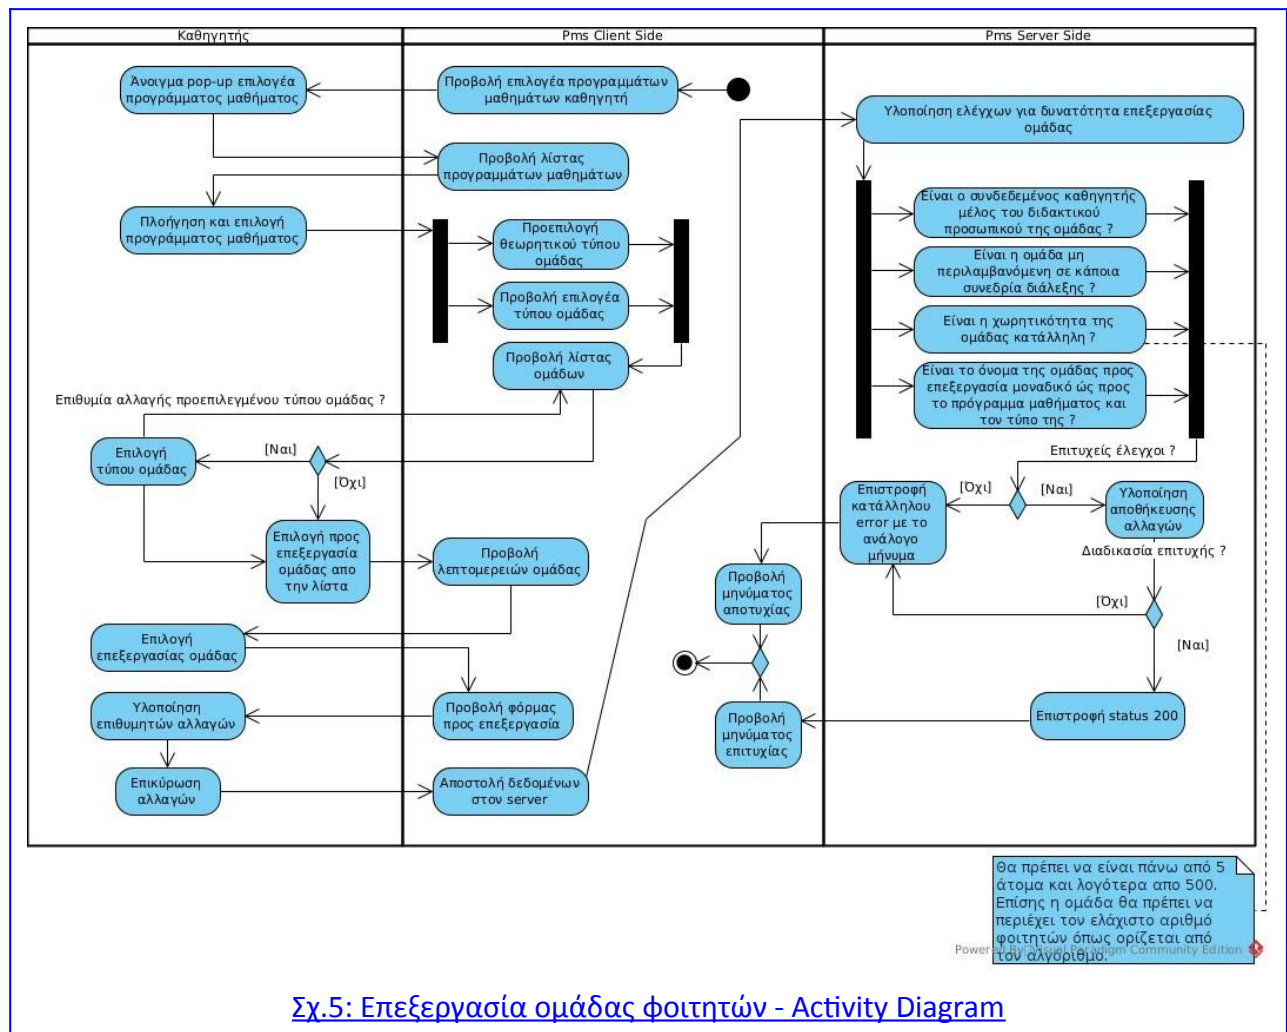 Καθηγητής
Pms Client Side
Pms Server Side
Άνοιγμα pop-up επιλογέα
προγράμματος μαθήματος
Προβολή επιλογέα προγραμμάτων
μαθημάτων καθηγητή
Υλοποίηση ελέγχων για δυνατότητα επεξεργασίας
ομάδας
Προβολή λίστας
προγραμμάτων μαθημάτων
Πλοήγηση και επιλογή
προγράμματος μαθήματος
Προεπιλογή
θεωρητικού τύπου
ομάδας
Προβολή επιλογέα
τύπου ομάδας
Προβολή λίστας
ομάδων
Είναι ο συνδεδεμένος καθηγητής
μέλος του διδακτικού
προσωπικού της ομάδας ?
Είναι η ομάδα μη
περιλαμβανόμενη σε κάποια
συνεδρία διάλεξης ?
Είναι η χωρητικότητα της
ομάδας κατάλληλη ?
Είναι το όνομα της ομάδας προς
επεξεργασία μοναδικό ώς προς
το πρόγραμμα μαθήματος και
τον τύπο της ?
Επιθυμία αλλαγής προεπιλεγμένου τύπου ομάδας ?
[Ναι]
[Όχι]
Επιλογή
τύπου ομάδας
Επιλογή προς
επεξεργασία
ομάδας απο
την λίστα
Προβολή
λεπτομερειών ομάδας
Επιλογή
επεξεργασίας ομάδας
Υλοποίηση
επιθυμητών αλλαγών
Προβολή φόρμας
προς επεξεργασία
Επικύρωση
αλλαγών
Αποστολή δεδομένων
στον server
Επιτυχείς έλεγχοι ?
[Όχι]
[Ναι]
Επιστροφή
κατάλληλου
error με το
ανάλογο
μήνυμα
Υλοποίηση
αποθήκευσης
αλλαγών
Διαδικασία επιτυχής ?
[Όχι]
[Ναι]
Προβολή
μηνύματος
αποτυχίας
Προβολή
μηνύματος
επιτυχίας
Επιστροφή status 200
Θα πρέπει να είναι πάνω από 5
άτομα και λογότερα απο 500.
Επίσης η ομάδα θα πρέπει να
περιέχει τον ελάχιστο αριθμό
φοιτητών όπως ορίζεται από
τον αλγόριθμο.
Powered By Visual Paradigm Community Edition
Σχ.5: Επεξεργασία ομάδας φοιτητών - Activity Diagram